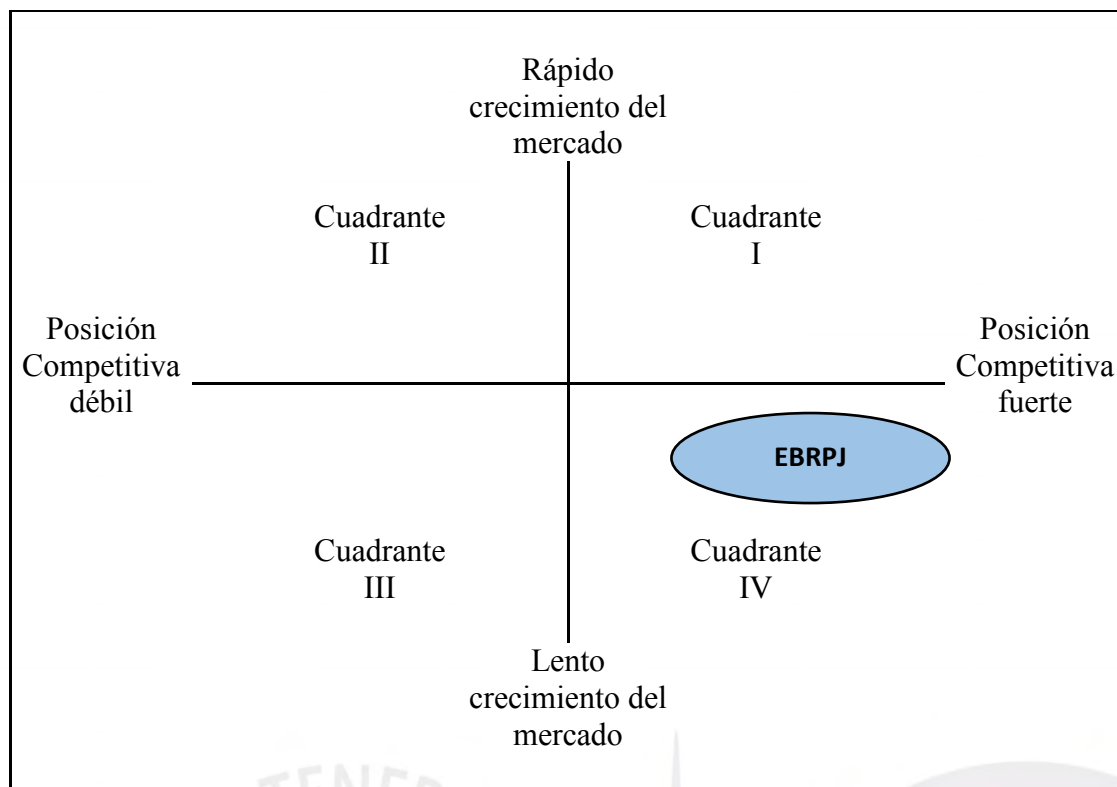 Rápido
crecimiento del
mercado
Cuadrante
II
Cuadrante
I
Posición
Competitiva
débil
Posición
Competitiva
fuerte
EBRPJ
Cuadrante
III
Cuadrante
IV
Lento
crecimiento del
mercado
TENEB